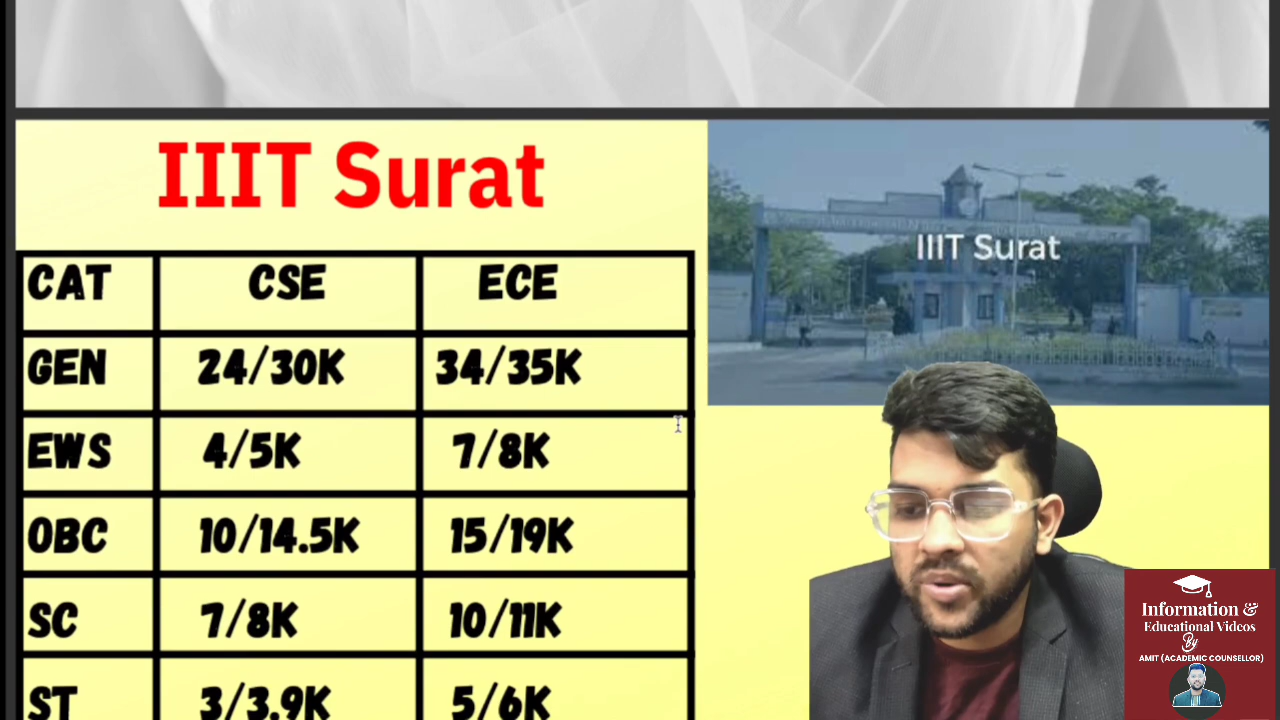 IIIT Surat
IIIT Surat
CAT CSE ECE
GEN 24/30K 34/35K
EWS 4/5K 7/8K
OBC 10/14.5K 15/19K
SC 7/8K 10/11K
ST 3/3.9K 5/6K
Information &
Educational Videos
By
AMIT (ACADEMIC COUNSELLOR)